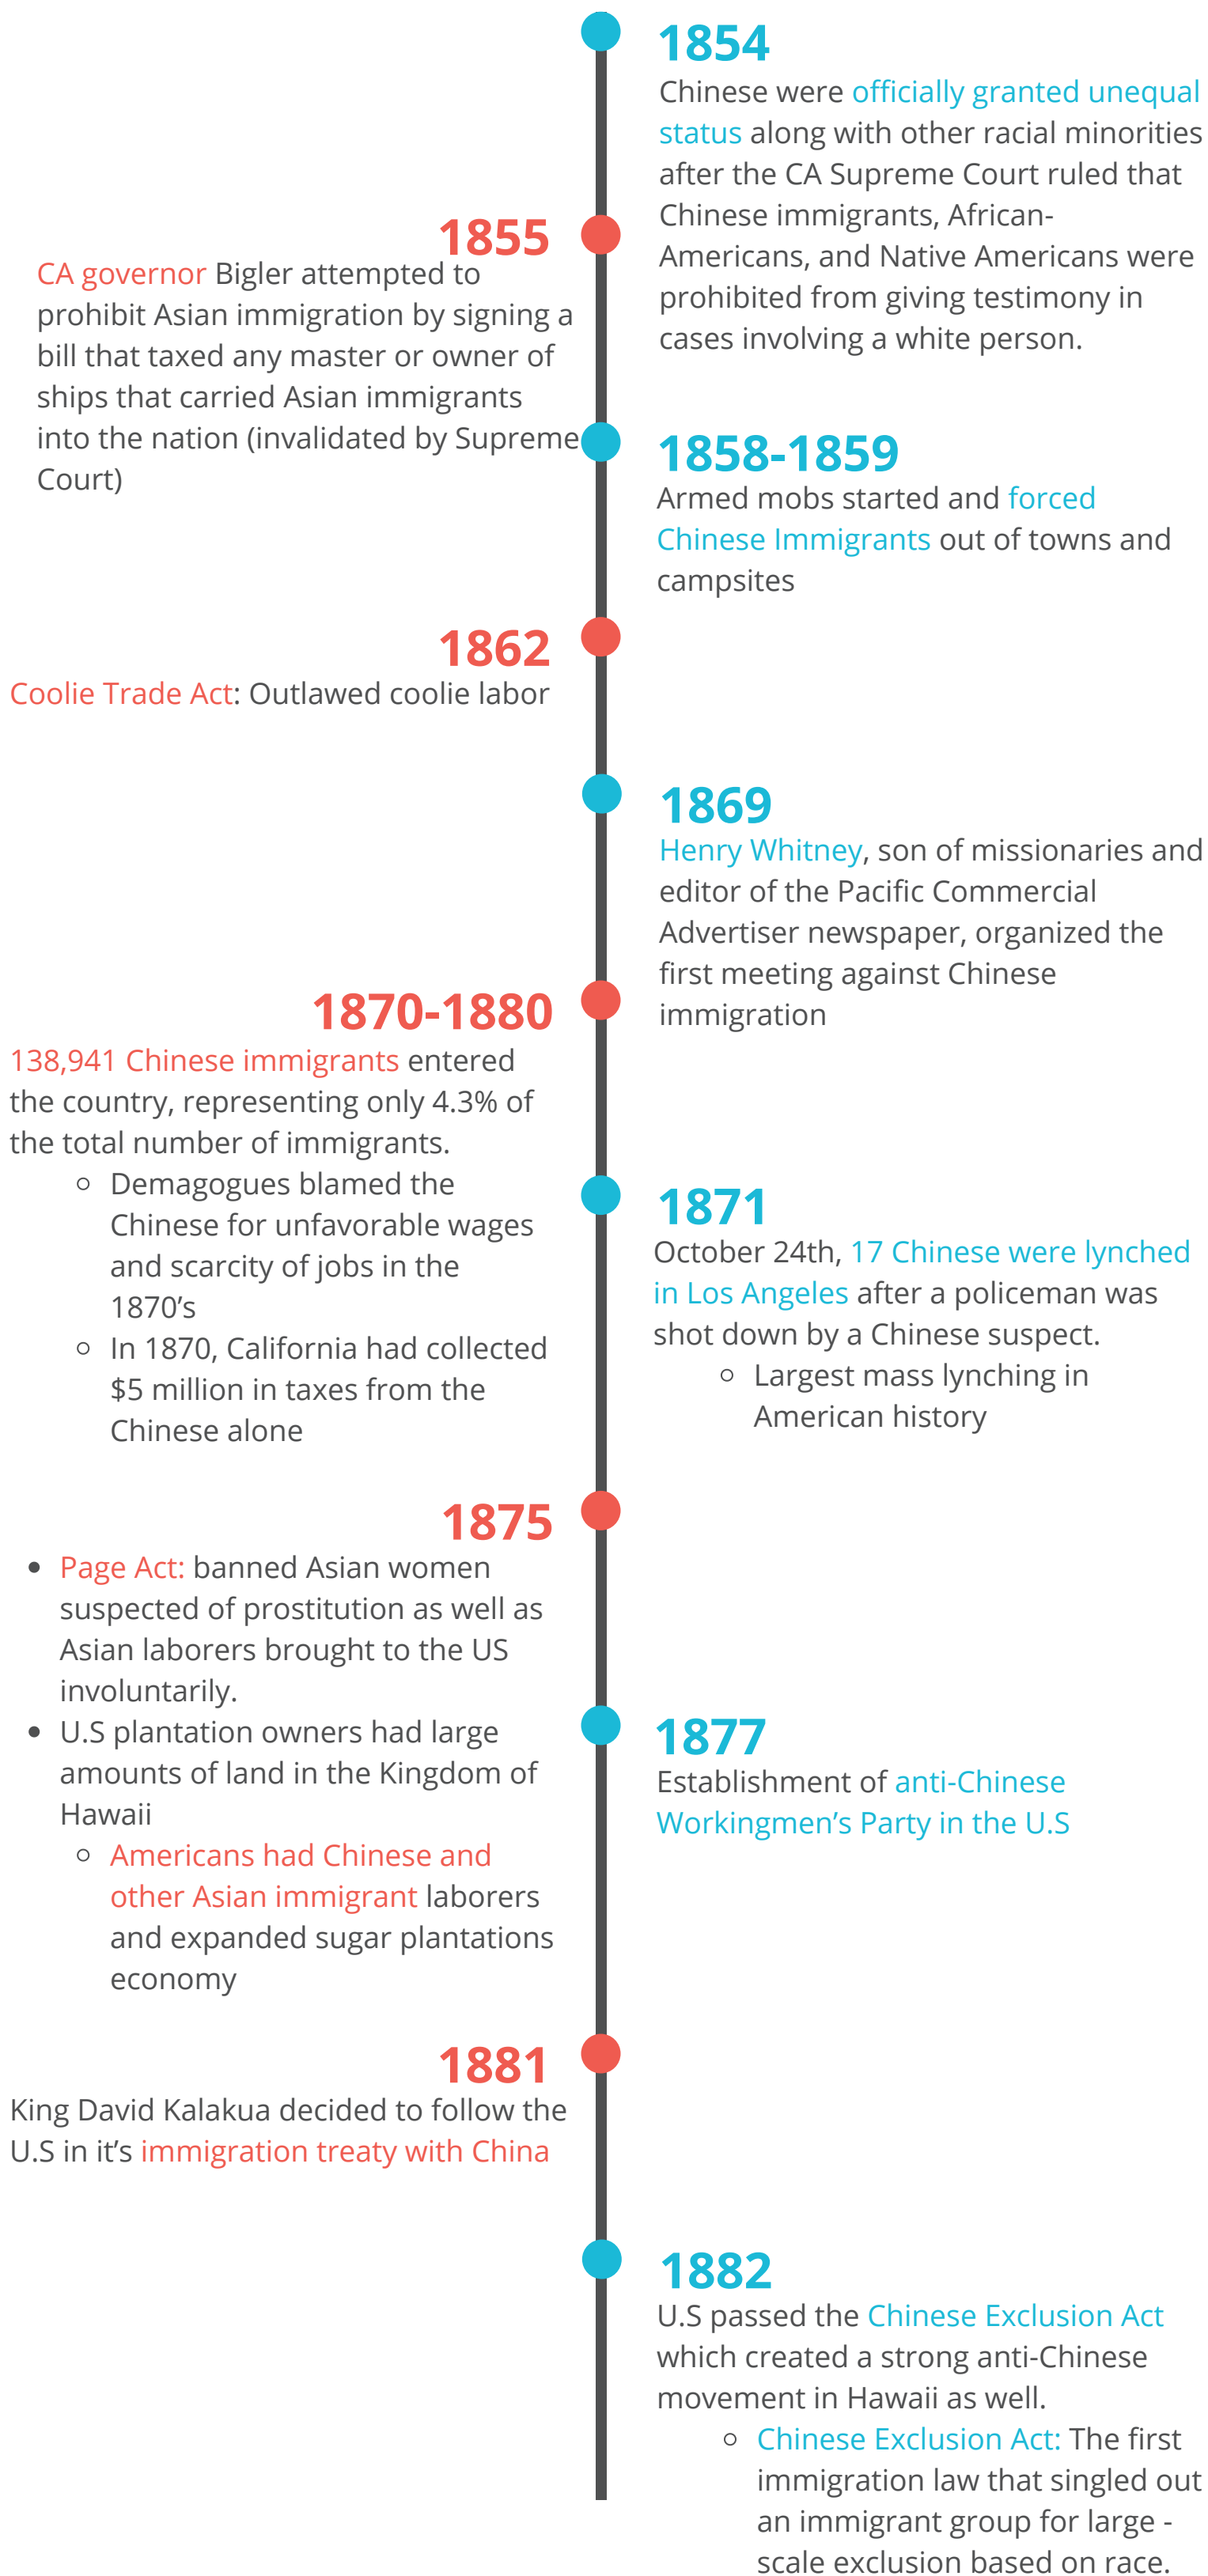 1854
Chinese were officially granted unequal
status along with other racial minorities
after the CA Supreme Court ruled that
Chinese immigrants, African-
Americans, and Native Americans were
prohibited from giving testimony in
cases involving a white person.
1855
CA governor Bigler attempted to
prohibit Asian immigration by signing a
bill that taxed any master or owner of
ships that carried Asian immigrants
into the nation (invalidated by Supreme
Court)
1858-1859
Armed mobs started and forced
Chinese Immigrants out of towns and
campsites
1862
Coolie Trade Act: Outlawed coolie labor
1869
Henry Whitney, son of missionaries and
editor of the Pacific Commercial
Advertiser newspaper, organized the
first meeting against Chinese
immigration
1870-1880
138,941 Chinese immigrants entered
the country, representing only 4.3% of
the total number of immigrants.
Demagogues blamed the
Chinese for unfavorable wages
and scarcity of jobs in the
1870's
In 1870, California had collected
$5 million in taxes from the
Chinese alone
1871
October 24th, 17 Chinese were lynched
in Los Angeles after a policeman was
shot down by a Chinese suspect.
Largest mass lynching in
American history
1875
Page Act: banned Asian women
suspected of prostitution as well as
Asian laborers brought to the US
involuntarily.
U.S plantation owners had large
amounts of land in the Kingdom of
Hawaii
Americans had Chinese and
other Asian immigrant laborers
and expanded sugar plantations
economy
1877
Establishment of anti-Chinese
Workingmen's Party in the U.S
1881
King David Kalakua decided to follow the
U.S in it's immigration treaty with China
1882
U.S passed the Chinese Exclusion Act
which created a strong anti-Chinese
movement in Hawaii as well.
Chinese Exclusion Act: The first
immigration law that singled out
an immigrant group for large -
scale exclusion based on race.